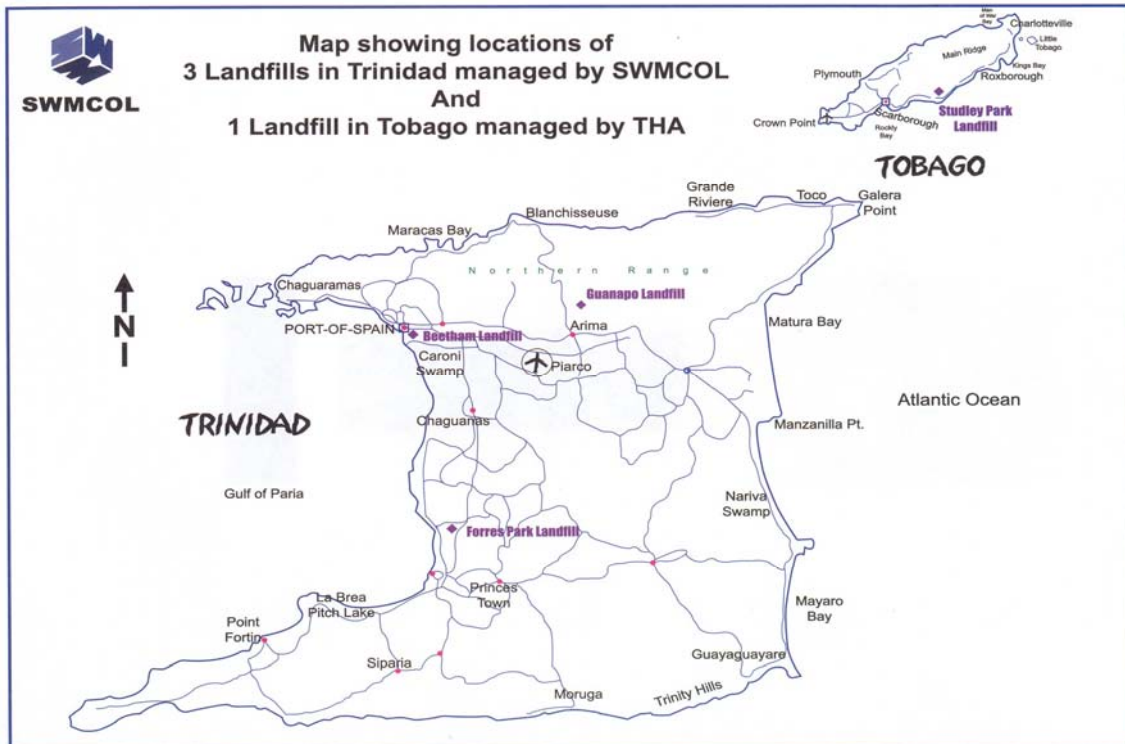 SWMCOL
Map showing locations of
3 Landfills in Trinidad managed by SWMCOL
And
1 Landfill in Tobago managed by THA
Man
of War
Bay
Charlotteville
Little
Tobago
Main Ridge
Kings Bay
Plymouth
Roxborough
Studley Park
Landfill
Scarborough
Crown Point
Rockly
Bay
TOBAGO
Grande
Riviere
Toco
Galera
Point
Blanchisseuse
Maracas Bay
Northern Range
Chaguaramas
Guanapo Landfill
N
PORT-OF-SPAIN
Beetham Landfill
Arima
Matura Bay
Caroni
Swamp
Piarco
Atlantic Ocean
TRINIDAD
Chaguanas
Manzanilla Pt.
Gulf of Paria
Nariva
Swamp
Forres Park Landfill
La Brea
Pitch Lake
Princes
Town
Mayaro
Bay
Point
Fortin
Siparia
Guayaguayare
Moruga
Trinity Hills